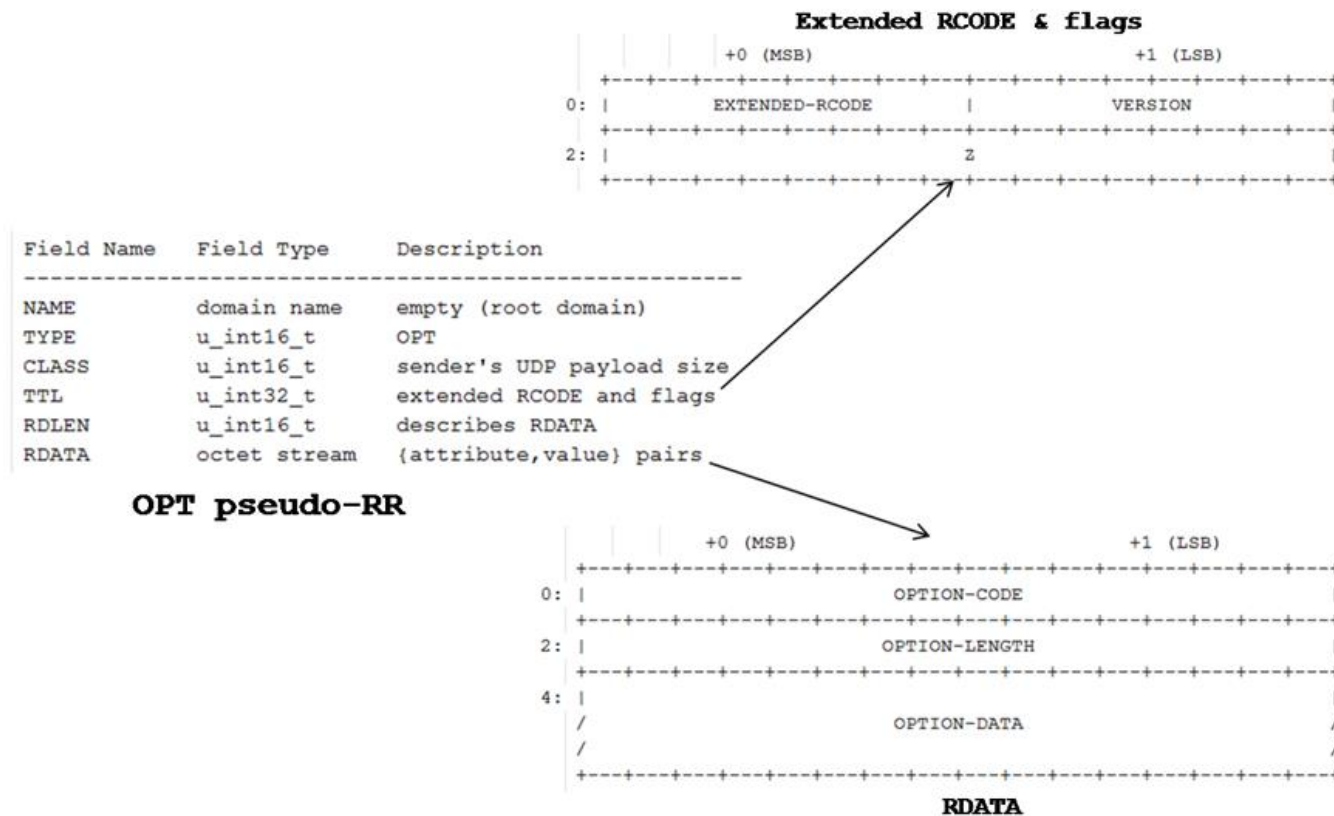 Extended RCODE & flags
+0 (MSB) +1 (LSB)
+---+---+---+---+---+---+---+---+---+---+---+---+---+---+---+---+
0: | EXTENDED-RCODE | VERSION |
+---+---+---+---+---+---+---+---+---+---+---+---+---+---+---+---+
2: | Z |
+---+---+---+---+---+---+---+---+---+---+---+---+---+---+---+---+
Field Name Field Type Description
------------------------------------------------------
NAME domain name empty (root domain)
TYPE u_int16_t OPT
CLASS u_int16_t sender's UDP payload size
TTL u_int32_t extended RCODE and flags
RDLEN u_int16_t describes RDATA
RDATA octet stream {attribute,value} pairs
OPT pseudo-RR
+0 (MSB) +1 (LSB)
+---+---+---+---+---+---+---+---+---+---+---+---+---+---+---+---+
0: | OPTION-CODE |
+---+---+---+---+---+---+---+---+---+---+---+---+---+---+---+---+
2: | OPTION-LENGTH |
+---+---+---+---+---+---+---+---+---+---+---+---+---+---+---+---+
4: | |
/ OPTION-DATA /
/ /
+---+---+---+---+---+---+---+---+---+---+---+---+---+---+---+---+
RDATA